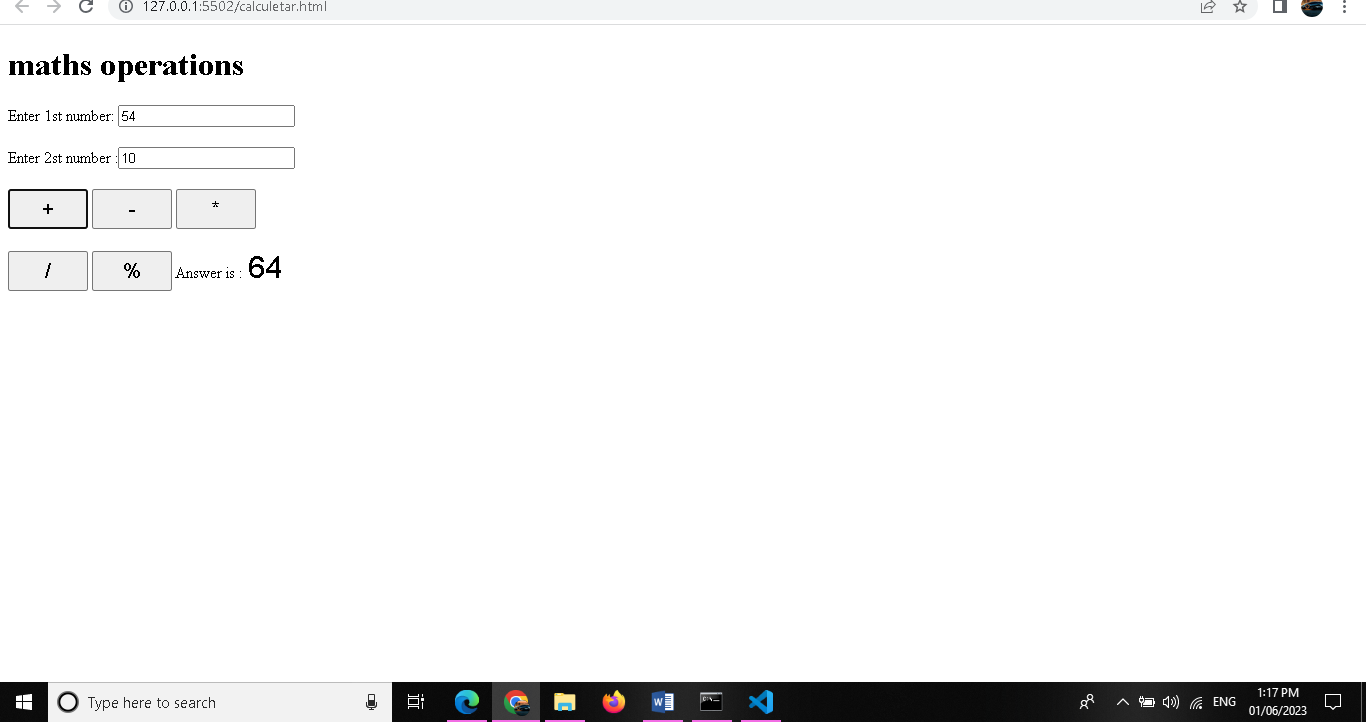 127.0.0.1:5502/calculetar.html
maths operations
Enter 1st number: 54
Enter 2st number : 10
+ - *
/ % Answer is : 64
Type here to search
ENG
1:17 PM
01/06/2023